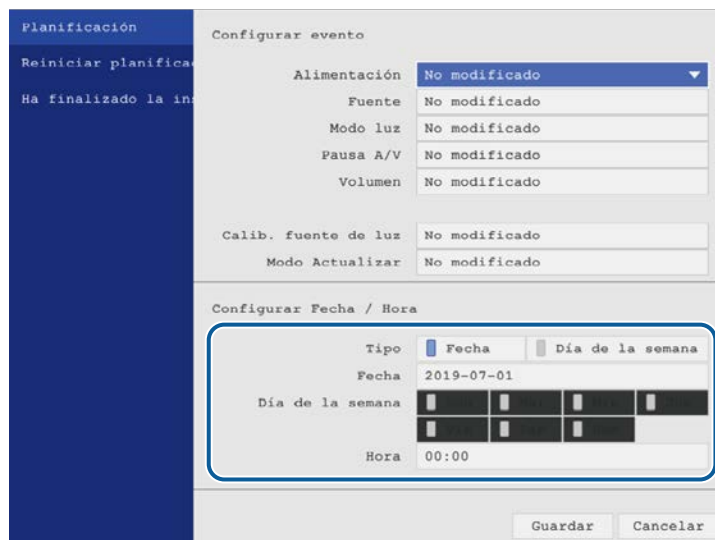 Planificación
Reiniciar planifica
Ha finalizado la in
Configurar evento
Alimentación No modificado
Fuente No modificado
Modo luz No modificado
Pausa A/V No modificado
Volumen No modificado
Calib. fuente de luz No modificado
Modo Actualizar No modificado
Configurar Fecha / Hora
Tipo Fecha Día de la semana
Fecha 2019-07-01
Día de la semana
Hora 00:00
Guardar Cancelar